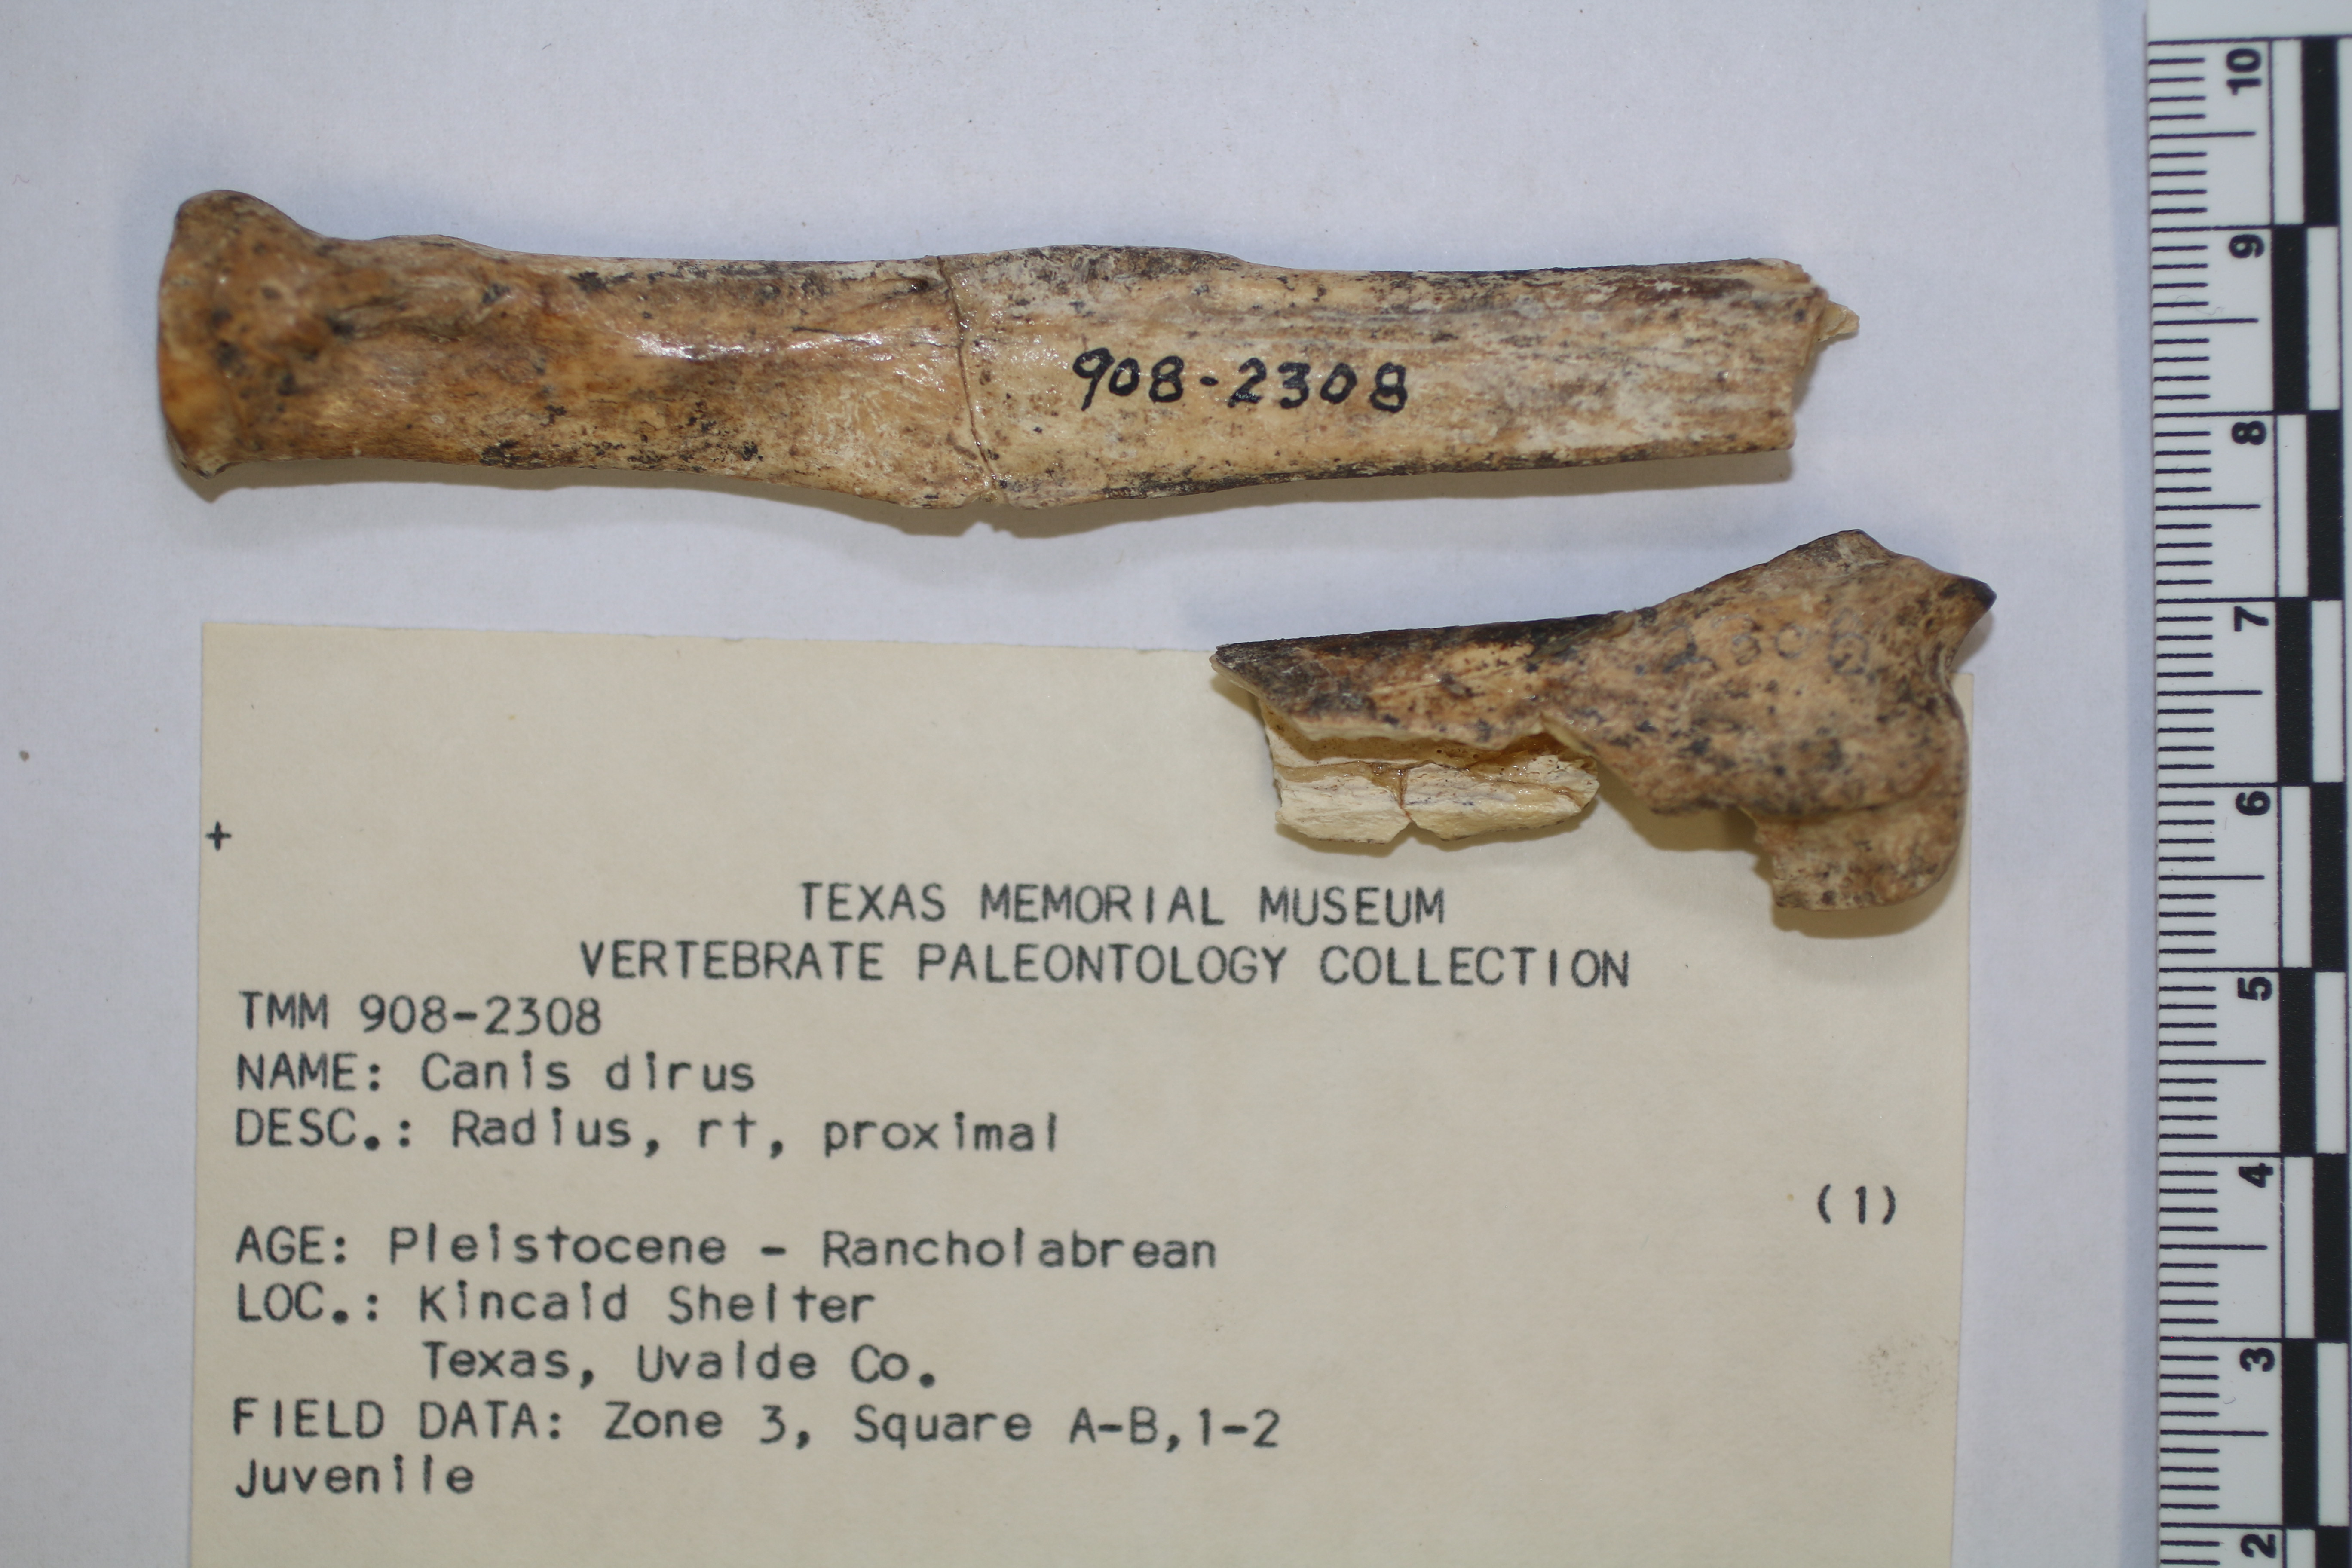 908-2308
+
TEXAS MEMORIAL MUSEUM
VERTEBRATE PALEONTOLOGY COLLECTION
TMM 908-2308
NAME: Canis dirus
DESC.: Radius, rt, proximal
(1)
AGE: Pleistocene - Rancholabrean
LOC.: Kincaid Shelter
Texas, Uvalde Co.
FIELD DATA: Zone 3, Square A-B,1-2
Juvenile
10
9
8
7
6
5
4
3
2